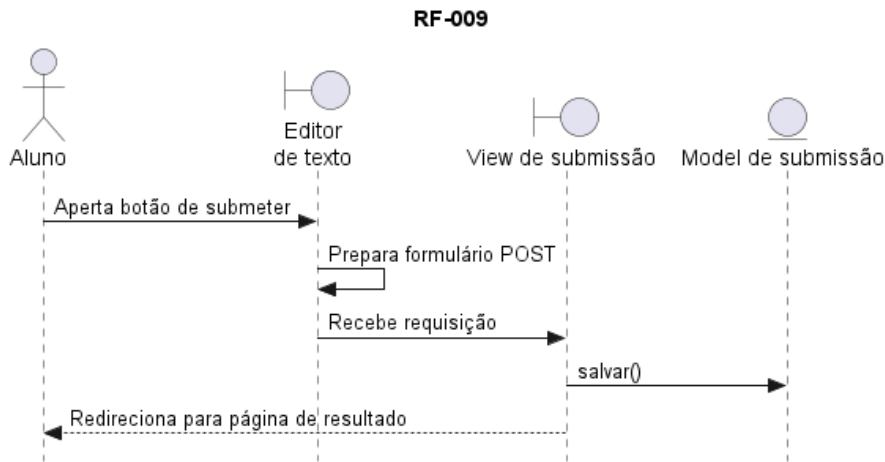 RF-009
Aluno
Editor
de texto
View de submissão
Model de submissão
Aperta botão de submeter
Prepara formulário POST
Recebe requisição
salvar()
Redireciona para página de resultado